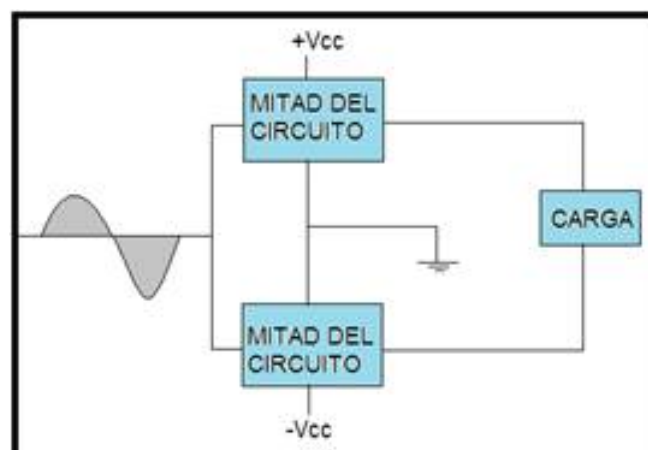 +Vcc
MITAD DEL
CIRCUITO
CARGA
MITAD DEL
CIRCUITO
-Vcc